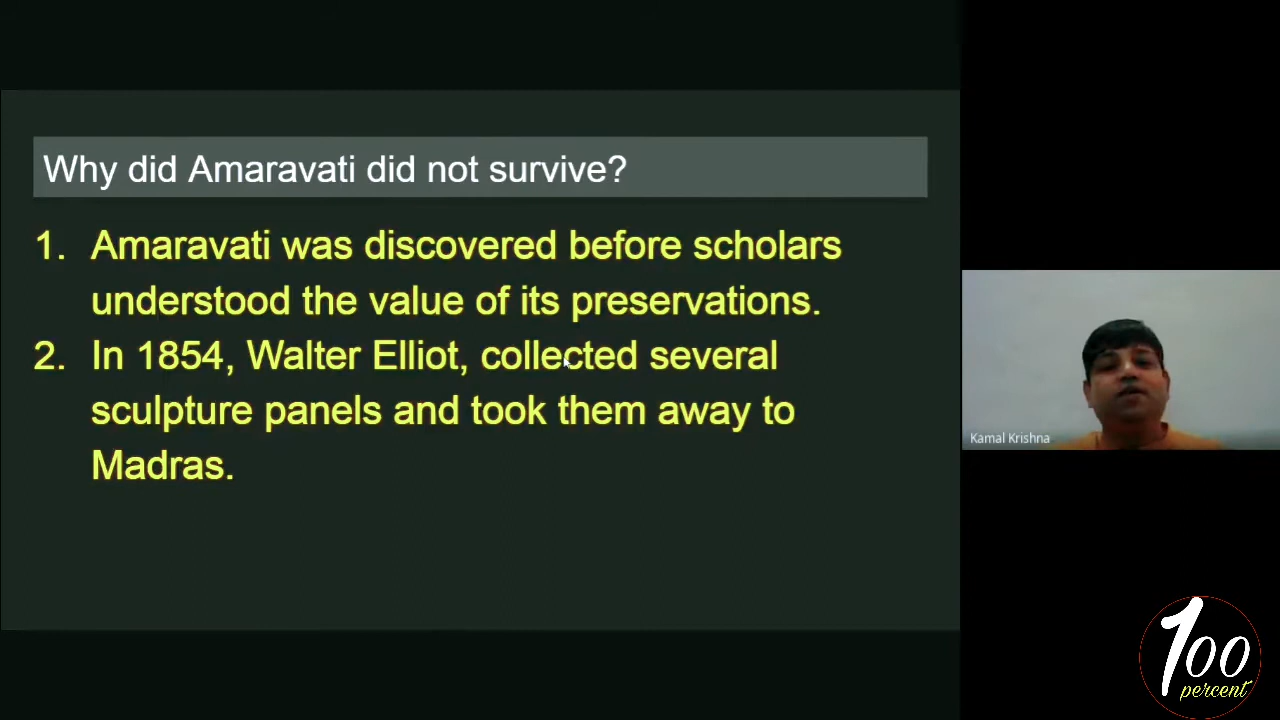 Why did Amaravati did not survive?
1. Amaravati was discovered before scholars
understood the value of its preservations.
2. In 1854, Walter Elliot, collected several
sculpture panels and took them away to
Madras.
Kamal Krishna
100
percent